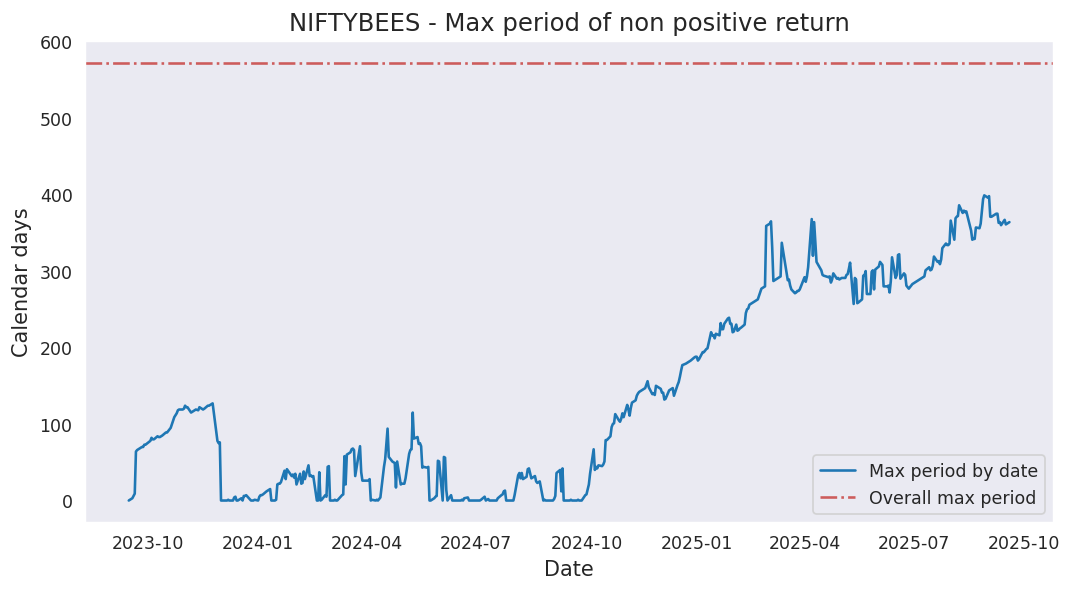 NIFTYBEES - Max period of non positive return
600
500
400
300
200
100
0
Calendar days
Max period by date
Overall max period
2023-10 2024-01 2024-04 2024-07 2024-10 2025-01 2025-04 2025-07 2025-10
Date